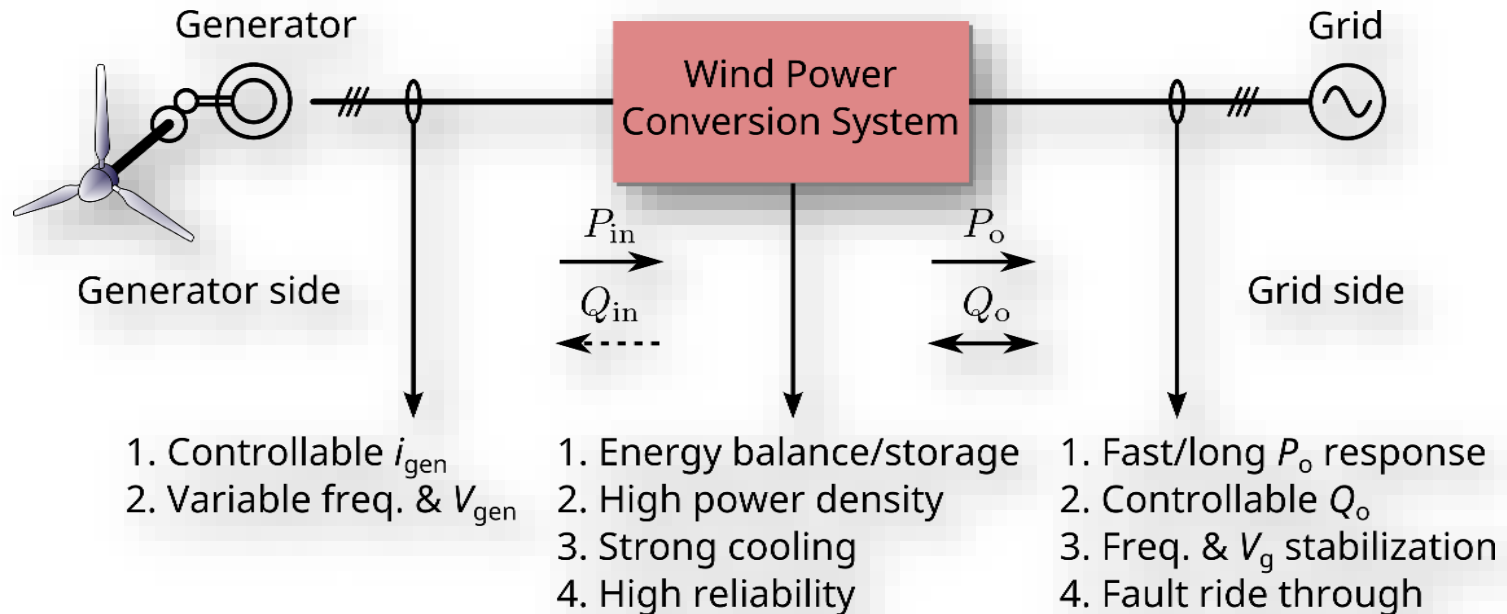 Generator
Wind Power
Conversion System
Grid
P_in
P_o
Generator side
Q_in
Q_o
Grid side
1. Controllable i_gen
2. Variable freq. & V_gen
1. Energy balance/storage
2. High power density
3. Strong cooling
4. High reliability
1. Fast/long P_o response
2. Controllable Q_o
3. Freq. & V_g stabilization
4. Fault ride through